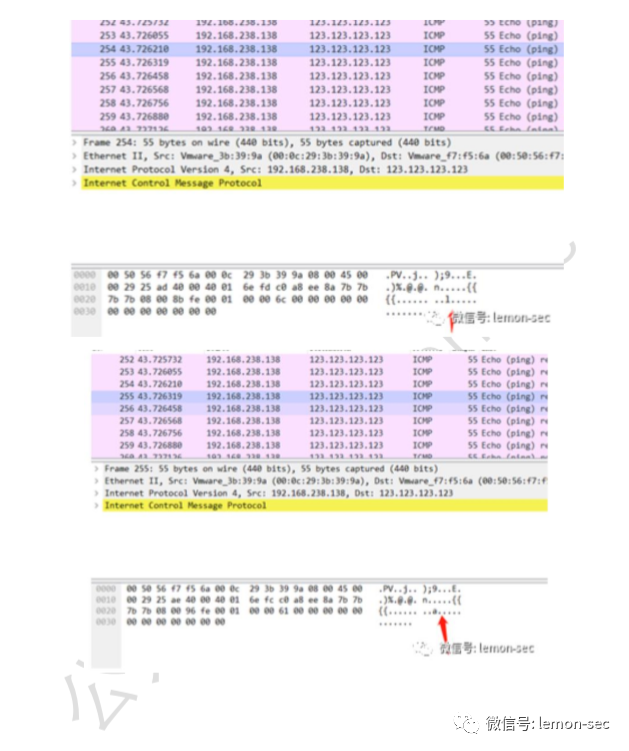 252 43.725732 192.168.238.138 123.123.123.123 ICMP 55 Echo (ping)
253 43.726055 192.168.238.138 123.123.123.123 ICMP 55 Echo (ping)
254 43.726210 192.168.238.138 123.123.123.123 ICMP 55 Echo (ping)
255 43.726319 192.168.238.138 123.123.123.123 ICMP 55 Echo (ping)
256 43.726458 192.168.238.138 123.123.123.123 ICMP 55 Echo (ping)
257 43.726568 192.168.238.138 123.123.123.123 ICMP 55 Echo (ping)
258 43.726756 192.168.238.138 123.123.123.123 ICMP 55 Echo (ping)
259 43.726880 192.168.238.138 123.123.123.123 ICMP 55 Echo (ping)
Frame 254: 55 bytes on wire (440 bits), 55 bytes captured (440 bits)
Ethernet II, Src: Vmware_3b:39:9a (00:0c:29:3b:39:9a), Dst: Vmware_f7:f5:6a (00:50:56:f7:
Internet Protocol Version 4, Src: 192.168.238.138, Dst: 123.123.123.123
Internet Control Message Protocol
0000 00 50 56 f7 f5 6a 00 0c 29 3b 39 9a 08 00 45 00 .PV..j.. );9...E.
0010 00 29 25 ad 40 00 40 01 6e fd c0 a8 ee 8a 7b 7b .)%.@.@. n.....{{
0020 7b 7b 08 00 8b fe 00 01 00 00 6c 00 00 00 00 00 {{...... ..l.....
0030 00 00 00 00 00 00 00
微信号: lemon-sec
252 43.725732 192.168.238.138 123.123.123.123 ICMP 55 Echo (ping) re
253 43.726055 192.168.238.138 123.123.123.123 ICMP 55 Echo (ping) re
254 43.726210 192.168.238.138 123.123.123.123 ICMP 55 Echo (ping) re
255 43.726319 192.168.238.138 123.123.123.123 ICMP 55 Echo (ping) re
256 43.726458 192.168.238.138 123.123.123.123 ICMP 55 Echo (ping) re
257 43.726568 192.168.238.138 123.123.123.123 ICMP 55 Echo (ping) re
258 43.726756 192.168.238.138 123.123.123.123 ICMP 55 Echo (ping) re
259 43.726880 192.168.238.138 123.123.123.123 ICMP 55 Echo (ping) re
Frame 255: 55 bytes on wire (440 bits), 55 bytes captured (440 bits)
Ethernet II, Src: Vmware_3b:39:9a (00:0c:29:3b:39:9a), Dst: Vmware_f7:f5:6a (00:50:56:f7:f
Internet Protocol Version 4, Src: 192.168.238.138, Dst: 123.123.123.123
Internet Control Message Protocol
0000 00 50 56 f7 f5 6a 00 0c 29 3b 39 9a 08 00 45 00 .PV..j.. );9...E.
0010 00 29 25 ae 40 00 40 01 6e fc c0 a8 ee 8a 7b 7b .)%.@.@. n.....{{
0020 7b 7b 08 00 96 fe 00 01 00 00 61 00 00 00 00 00 {{...... ..a.....
0030 00 00 00 00 00 00 00 .......
微信号: lemon-sec
微信号: lemon-sec